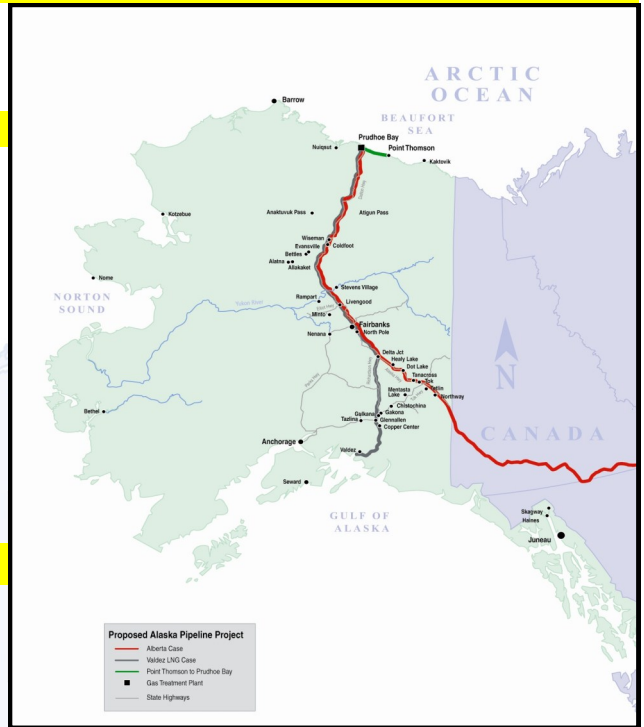 ARCTIC
OCEAN
Barrow
BEAUFORT
SEA
Prudhoe Bay
Nuiqsut
Point Thomson
Kaktovik
Kotzebue
Anaktuvuk Pass
Atigun Pass
Wiseman
Evansville
Coldfoot
Bettles
Alatna
Allakaket
Nome
Stevens Village
NORTON
SOUND
Rampart
Livengood
Yukon River
Minto
Fairbanks
North Pole
Nenana
Delta Jct
Healy Lake
Dot Lake
Tanacross
Tok
Mentasta
Lake
Tetlin
Northway
N
Bethel
Chistochina
Gakona
Gulkana
Tazlina
Glennallen
Copper Center
CANADA
Anchorage
Valdez
Seward
GULF OF
ALASKA
Skagway
Haines
Juneau
Proposed Alaska Pipeline Project
Alberta Case
Valdez LNG Case
Point Thomson to Prudhoe Bay
Gas Treatment Plant
State Highways